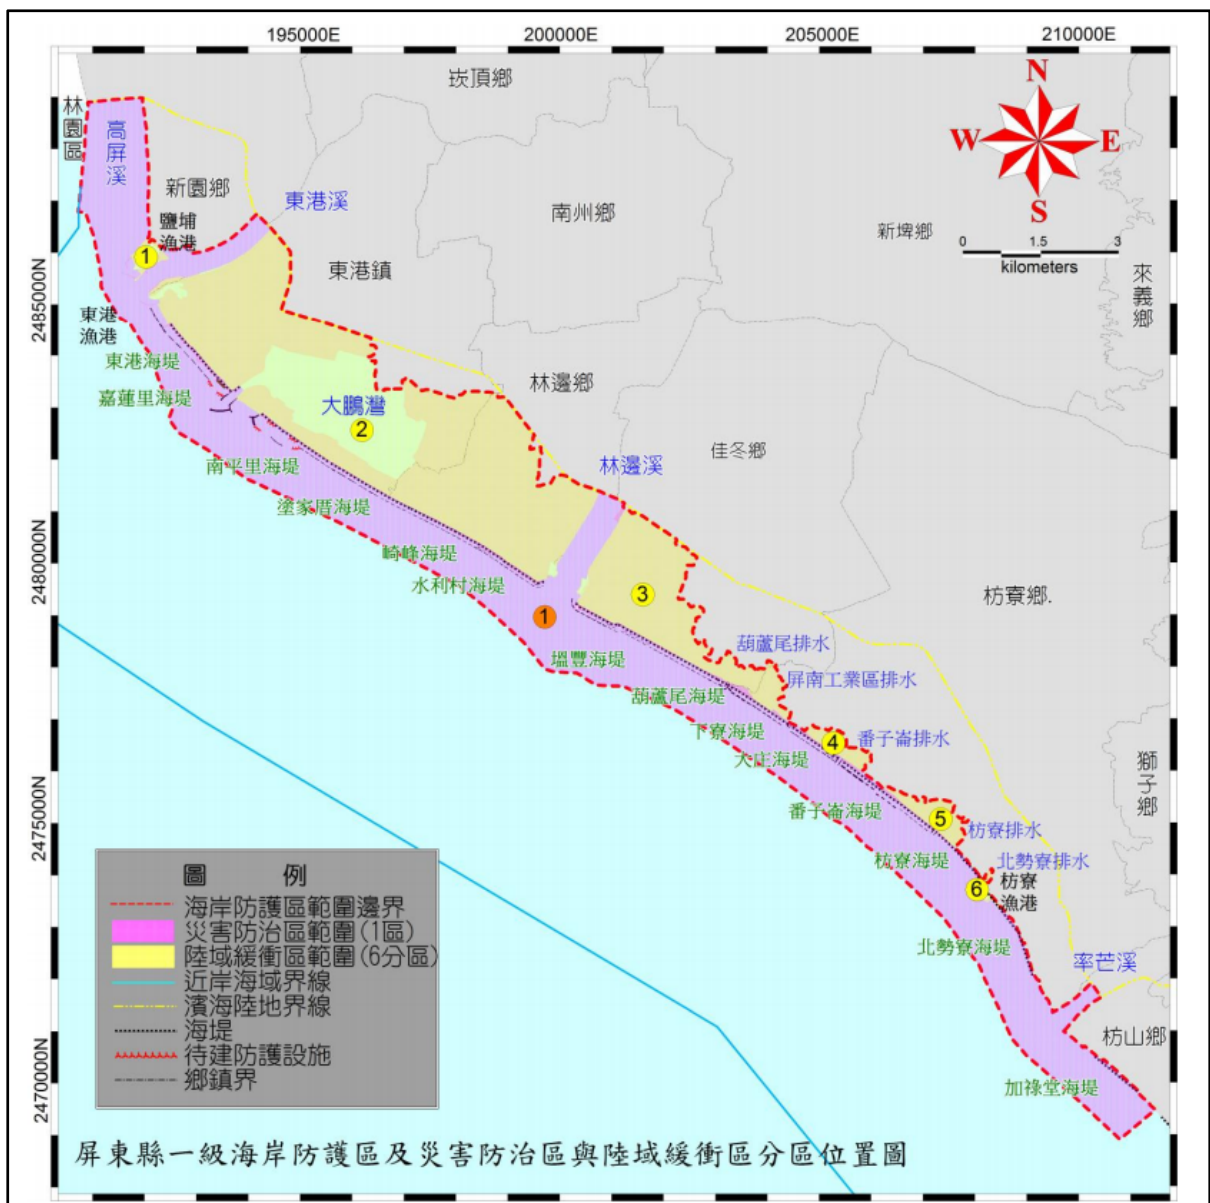 195000E
200000E
205000E
210000E
2485000N
2480000N
2475000N
2470000N
N
W
E
S
0
1.5
3
kilometers
林園區
高屏溪
崁頂鄉
新園鄉
鹽埔
漁港
東港溪
南州鄉
新埤鄉
來義鄉
東港鎮
1
東港
漁港
東港海堤
嘉蓮里海堤
林邊鄉
大鵬灣
2
佳冬鄉
林邊溪
南平里海堤
塗家厝海堤
崎峰海堤
水利村海堤
1
3
枋寮鄉.
塭豐海堤
葫蘆尾排水
屏南工業區排水
葫蘆尾海堤
下寮海堤
4
番子崙排水
大庄海堤
獅子鄉
番子崙海堤
5
枋寮排水
枋寮海堤
北勢寮排水
6
枋寮
漁港
北勢寮海堤
率芒溪
枋山鄉
加祿堂海堤
圖 例
海岸防護區範圍邊界
災害防治區範圍(1區)
陸域緩衝區範圍(6分區)
近岸海域界線
濱海陸地界線
海堤
待建防護設施
鄉鎮界
屏東縣一級海岸防護區及災害防治區與陸域緩衝區分區位置圖